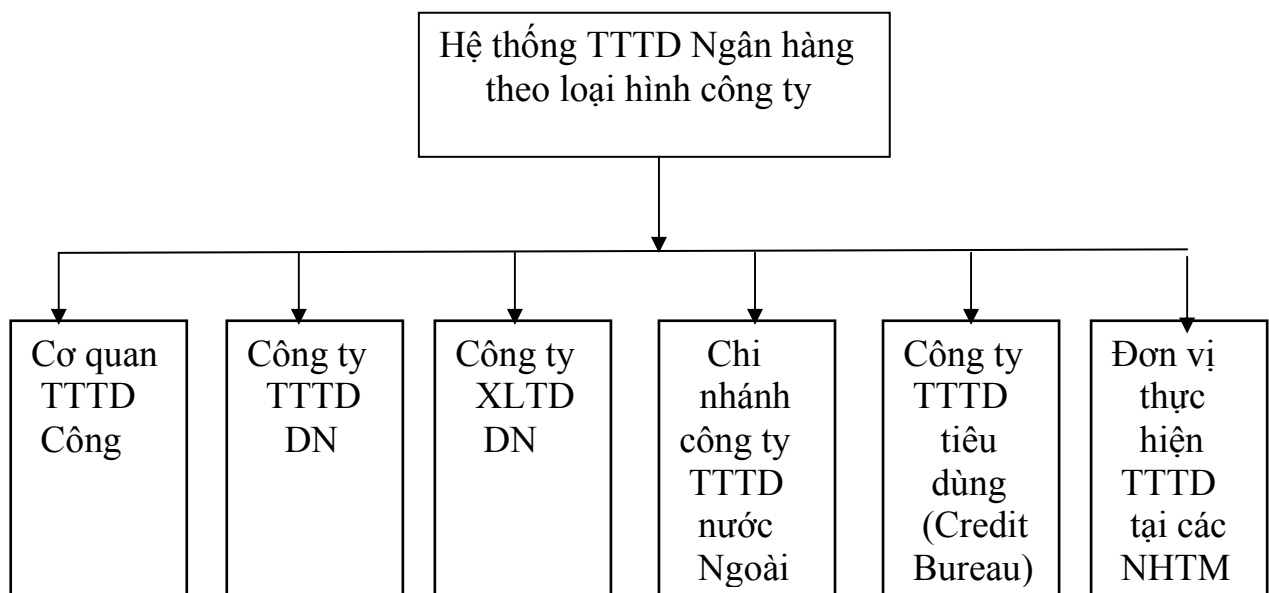 Hệ thống TTTD Ngân hàng
theo loại hình công ty
Cơ quan
TTTD
Công
Công ty
TTTD
DN
Công ty
XLTD
DN
Chi
nhánh
công ty
TTTD
nước
Ngoài
Công ty
TTTD
tiêu
dùng
(Credit
Bureau)
Đơn vị
thực
hiện
TTTD
tại các
NHTM